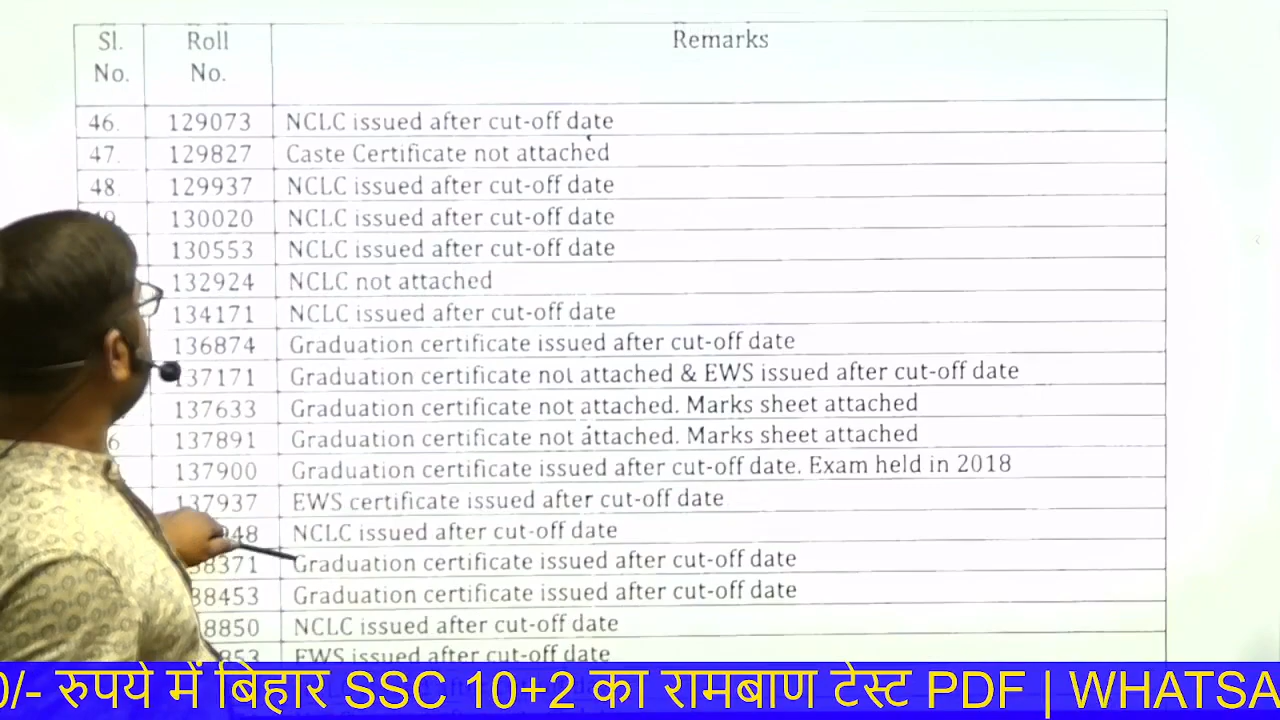 Sl. No. Roll No. Remarks
46. 129073 NCLC issued after cut-off date
47. 129827 Caste Certificate not attached
48. 129937 NCLC issued after cut-off date
130020 NCLC issued after cut-off date
130553 NCLC issued after cut-off date
132924 NCLC not attached
134171 NCLC issued after cut-off date
136874 Graduation certificate issued after cut-off date
137171 Graduation certificate not attached & EWS issued after cut-off date
137633 Graduation certificate not attached. Marks sheet attached
137891 Graduation certificate not attached. Marks sheet attached
137900 Graduation certificate issued after cut-off date. Exam held in 2018
137937 EWS certificate issued after cut-off date
NCLC issued after cut-off date
Graduation certificate issued after cut-off date
Graduation certificate issued after cut-off date
NCLC issued after cut-off date
EWS issued after cut-off date
0/- रुपये में बिहार SSC 10+2 का रामबाण टेस्ट PDF | WHATSA